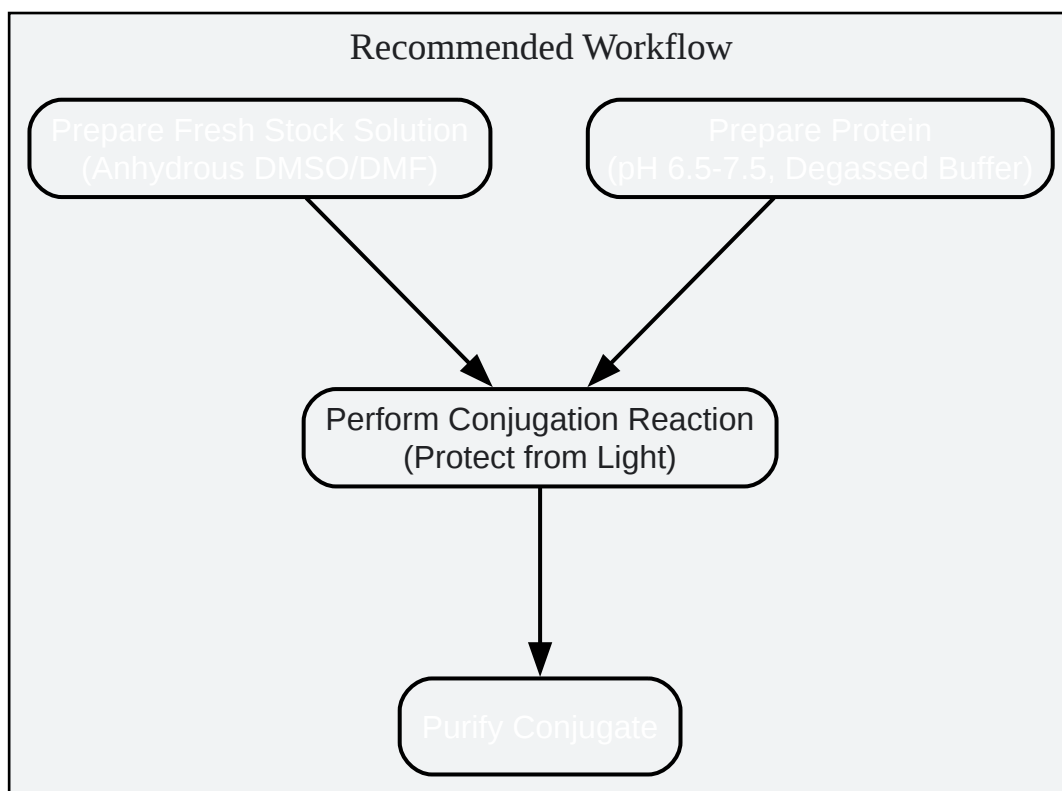 Recommended Workflow
Prepare Fresh Stock Solution
(Anhydrous DMSO/DMF)
Prepare Protein
(pH 6.5-7.5, Degassed Buffer)
Perform Conjugation Reaction
(Protect from Light)
Purify Conjugate